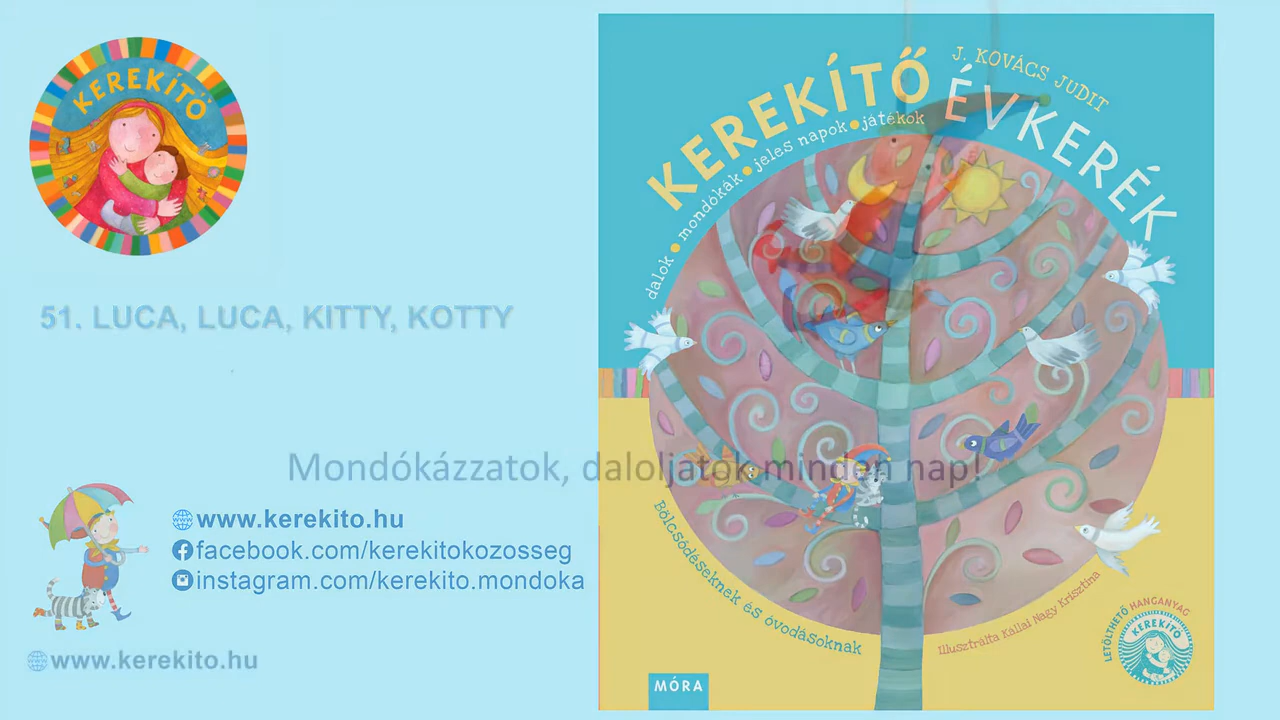 KEREKÍTŐ
51. LUCA, LUCA, KITTY, KOTTY
Mondókázzatok, daloljatok minden nap!
www.kerekito.hu
facebook.com/kerekitokozosseg
instagram.com/kerekito.mondoka
www.kerekito.hu
J. KOVÁCS JUDIT
KEREKÍTŐ
ÉVKERÉK
dalok • mondókák • jeles napok • játékok
Bölcsődéseknek és óvodásoknak
Illusztrálta Kállai Nagy Krisztina
LETÖLTHETŐ HANGANYAG
KEREKÍTŐ
MÓRA